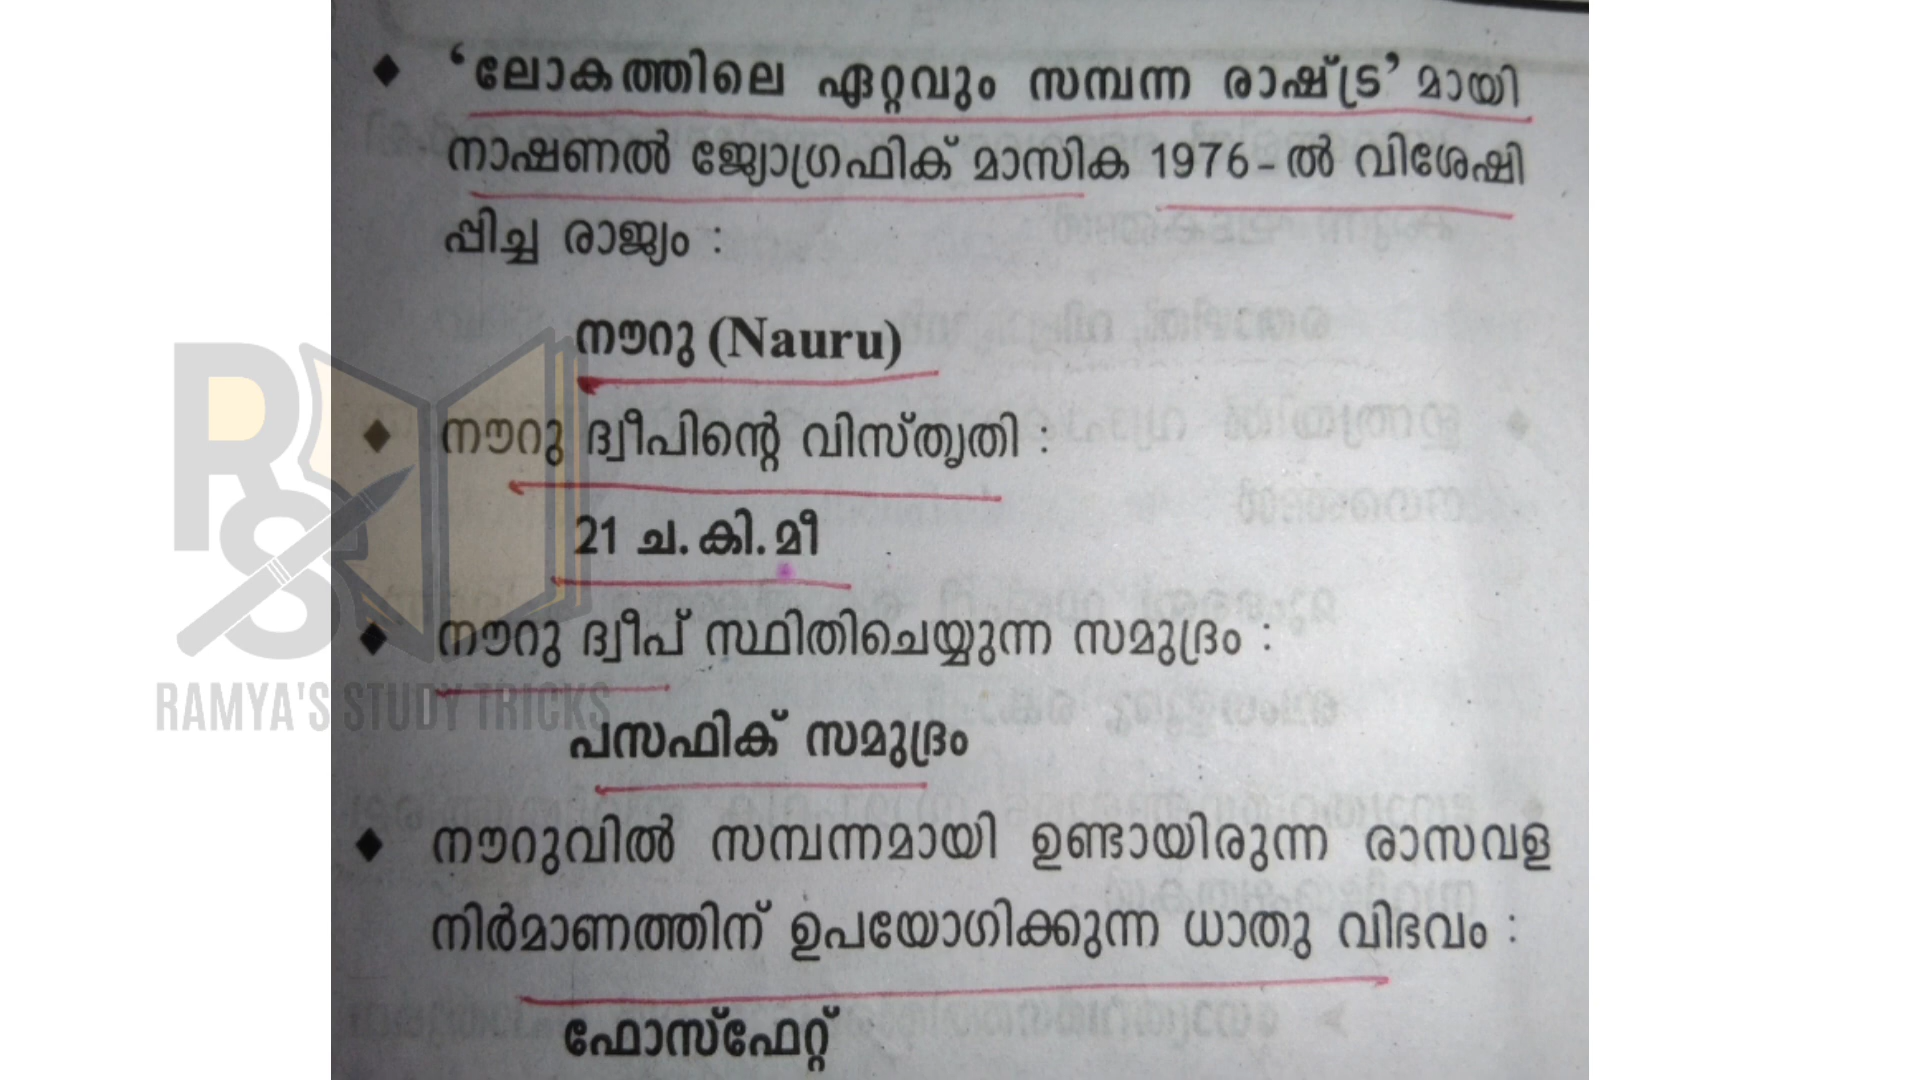 ♦ ‘ലോകത്തിലെ ഏറ്റവും സമ്പന്ന രാഷ്ട്ര’ മായി
നാഷണൽ ജ്യോഗ്രഫിക് മാസിക 1976-ൽ വിശേഷി
പ്പിച്ച രാജ്യം :
നൗറു (Nauru)
♦ നൗറു ദ്വീപിന്റെ വിസ്തൃതി :
21 ച.കി.മീ
♦ നൗറു ദ്വീപ് സ്ഥിതിചെയ്യുന്ന സമുദ്രം :
RAMYA'S STUDY TRICKS
പസഫിക് സമുദ്രം
♦ നൗറുവിൽ സമ്പന്നമായി ഉണ്ടായിരുന്ന രാസവള
നിർമാണത്തിന് ഉപയോഗിക്കുന്ന ധാതു വിഭവം :
ഫോസ്ഫേറ്റ്